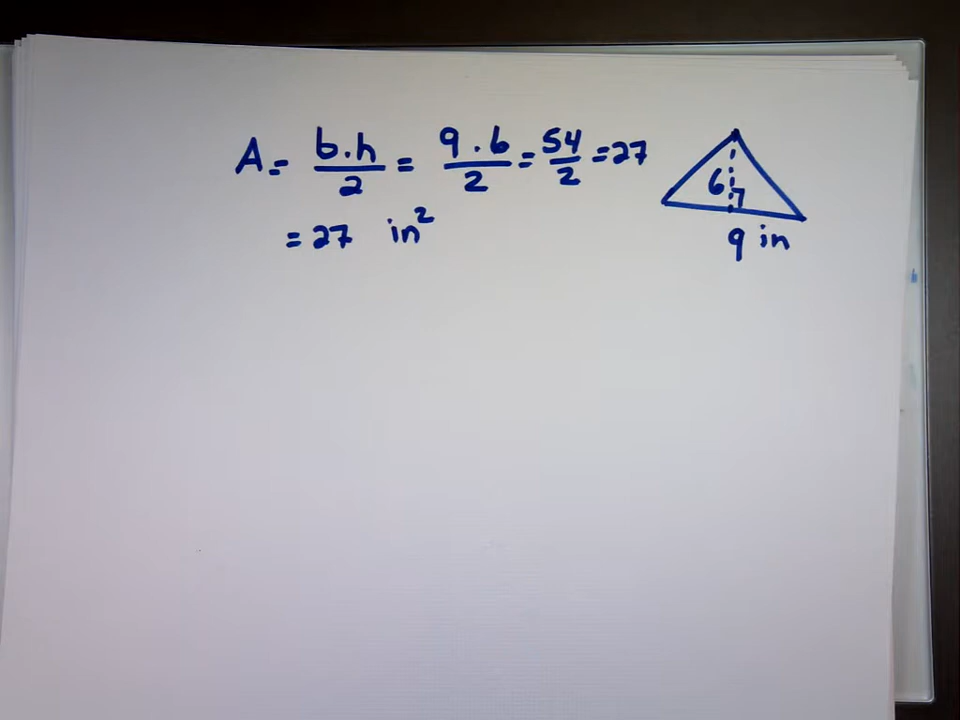 A = b.h/2 = 9.6/2 = 54/2 = 27
= 27 in²
6
9 in